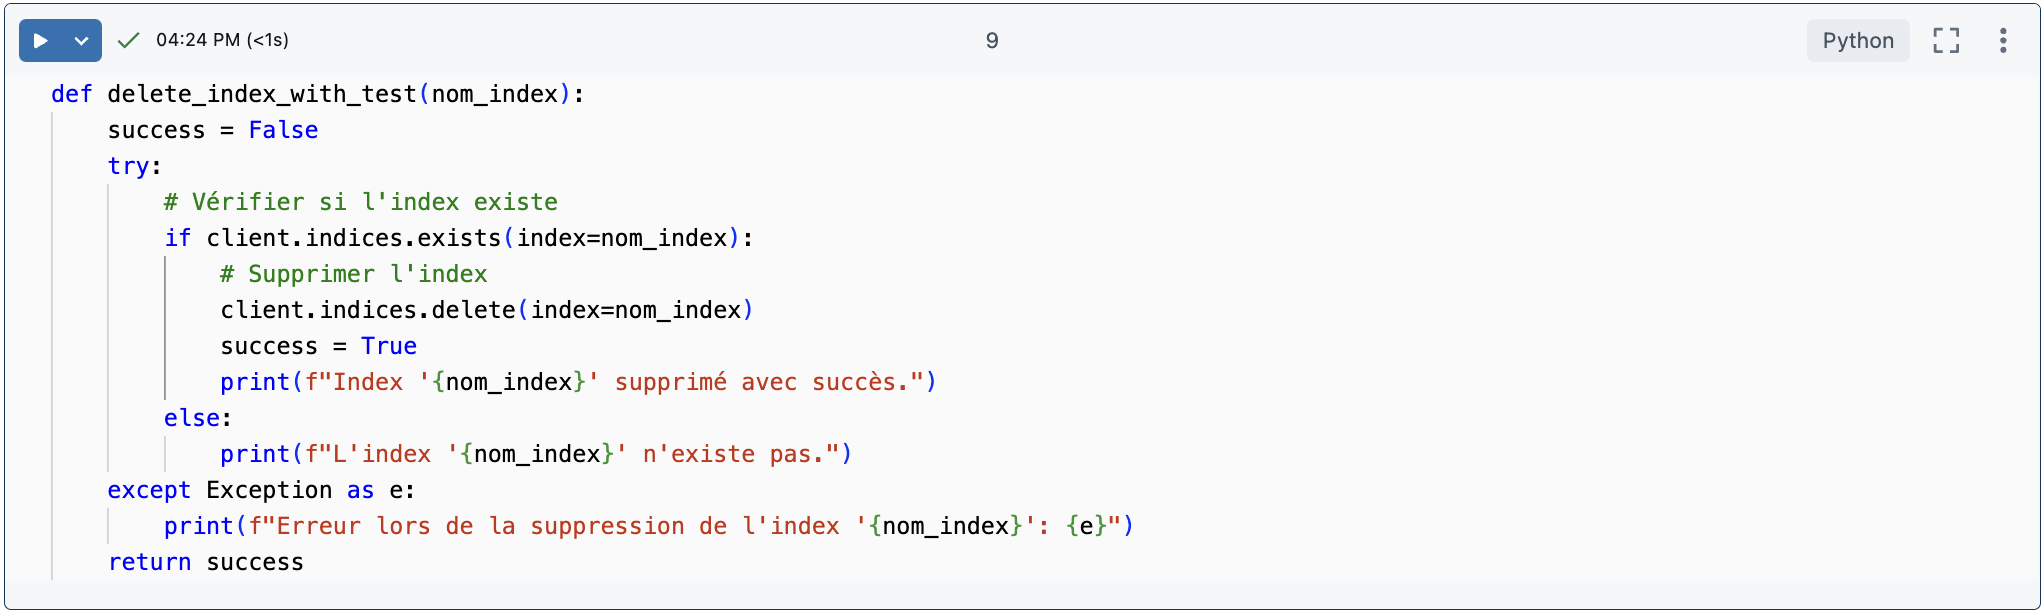 04:24 PM (<1s) 9 Python
def delete_index_with_test(nom_index):
    success = False
    try:
        # Vérifier si l'index existe
        if client.indices.exists(index=nom_index):
            # Supprimer l'index
            client.indices.delete(index=nom_index)
            success = True
            print(f"Index '{nom_index}' supprimé avec succès.")
        else:
            print(f"L'index '{nom_index}' n'existe pas.")
    except Exception as e:
        print(f"Erreur lors de la suppression de l'index '{nom_index}': {e}")
    return success